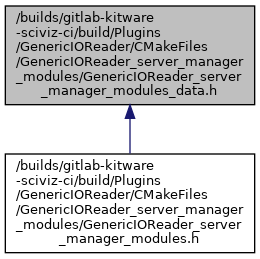 /builds/gitlab-kitware
-sciviz-ci/build/Plugins
/GenericIOReader/CMakeFiles
/GenericIOReader_server_manager
_modules/GenericIOReader_server
_manager_modules_data.h
/builds/gitlab-kitware
-sciviz-ci/build/Plugins
/GenericIOReader/CMakeFiles
/GenericIOReader_server_manager
_modules/GenericIOReader_server
_manager_modules.h